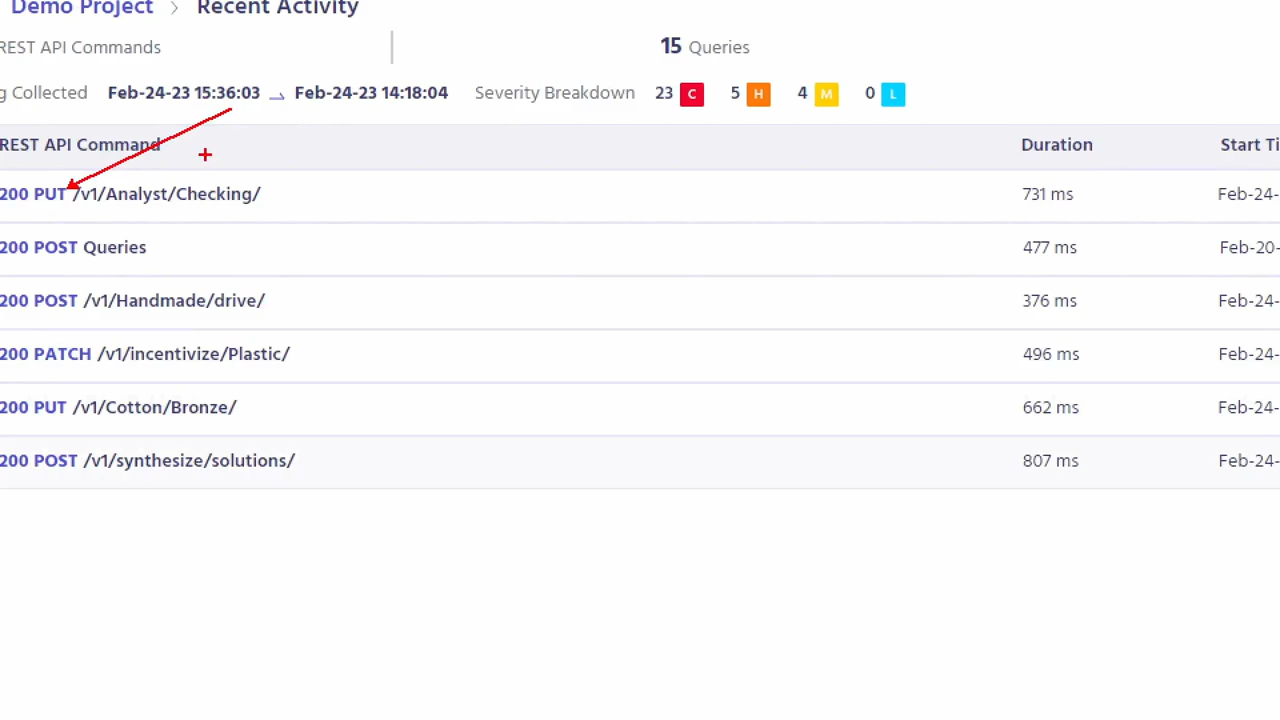 Demo Project > Recent Activity
REST API Commands 15 Queries
g Collected Feb-24-23 15:36:03 → Feb-24-23 14:18:04 Severity Breakdown 23 C 5 H 4 M 0 L
REST API Command Duration Start Ti
200 PUT /v1/Analyst/Checking/ 731 ms Feb-24-
200 POST Queries 477 ms Feb-20-
200 POST /v1/Handmade/drive/ 376 ms Feb-24-
200 PATCH /v1/incentivize/Plastic/ 496 ms Feb-24-
200 PUT /v1/Cotton/Bronze/ 662 ms Feb-24-
200 POST /v1/synthesize/solutions/ 807 ms Feb-24-